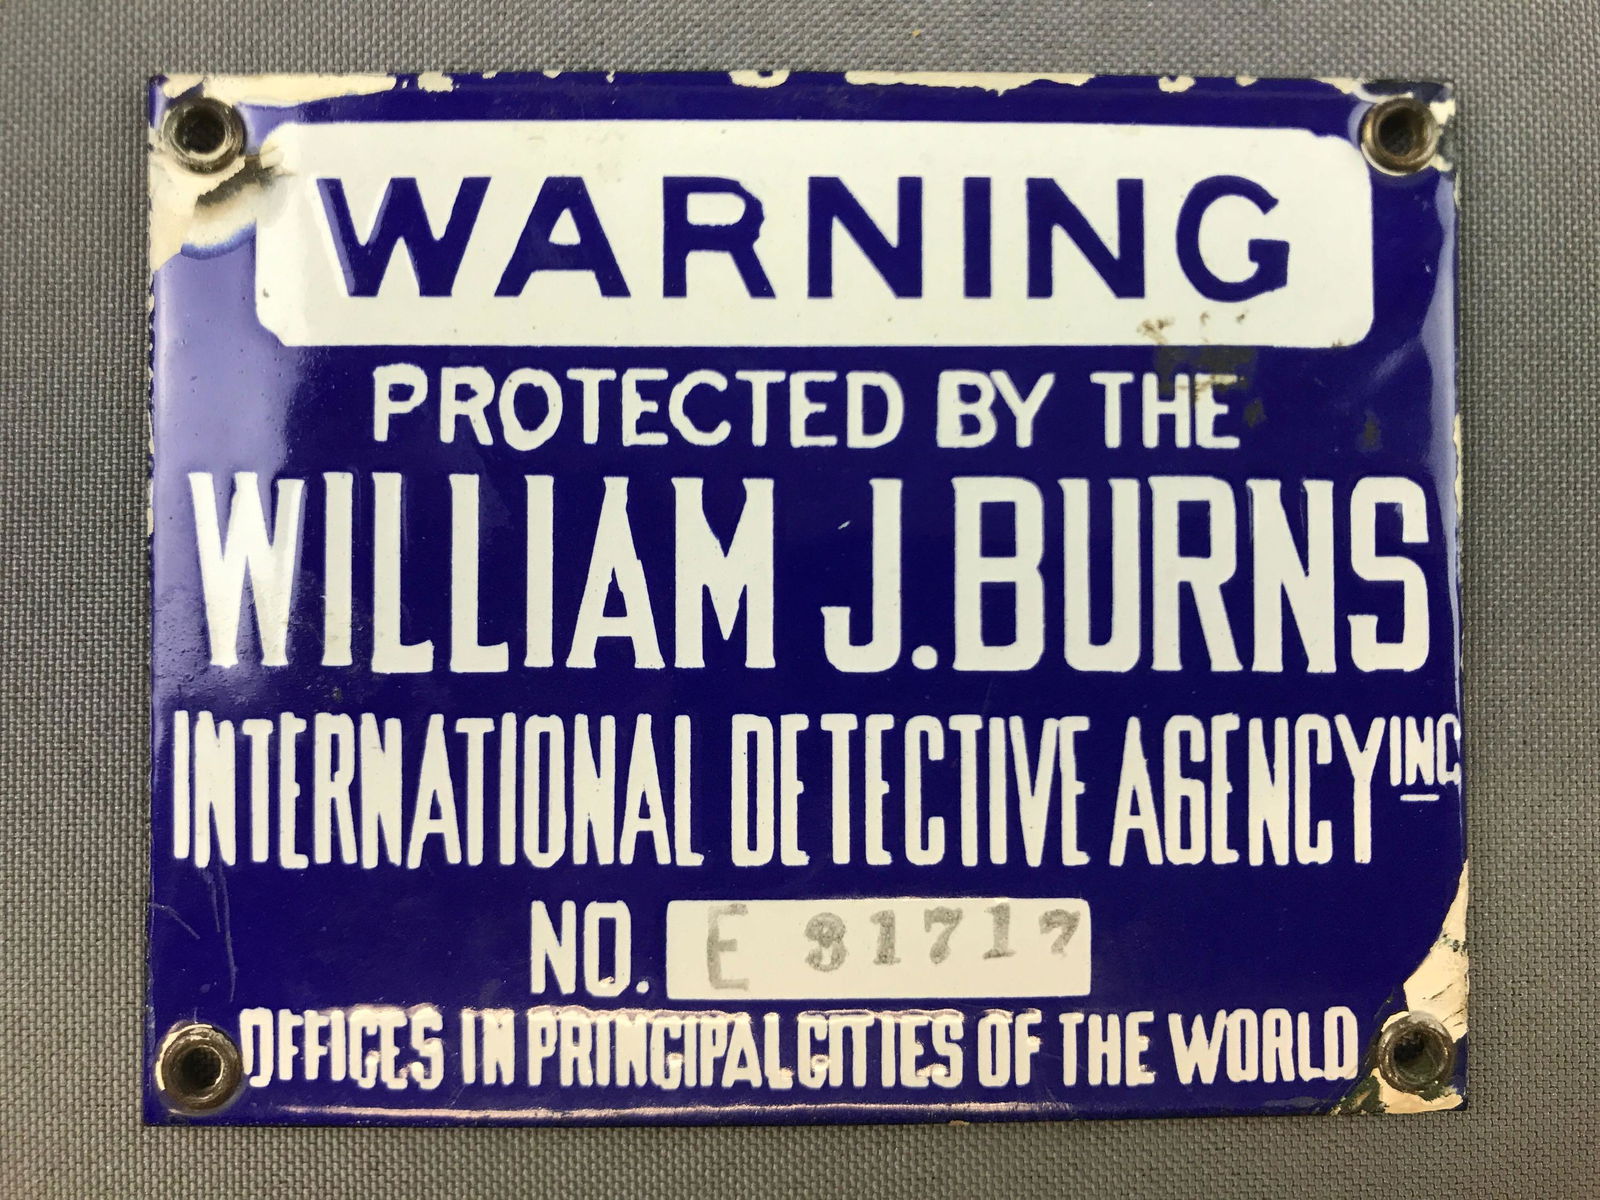 WARNING
PROTECTED BY THE
WILLIAM J. BURNS
INTERNATIONAL DETECTIVE AGENCY INC
NO. E 31717
OFFICES IN PRINCIPAL CITIES OF THE WORLD